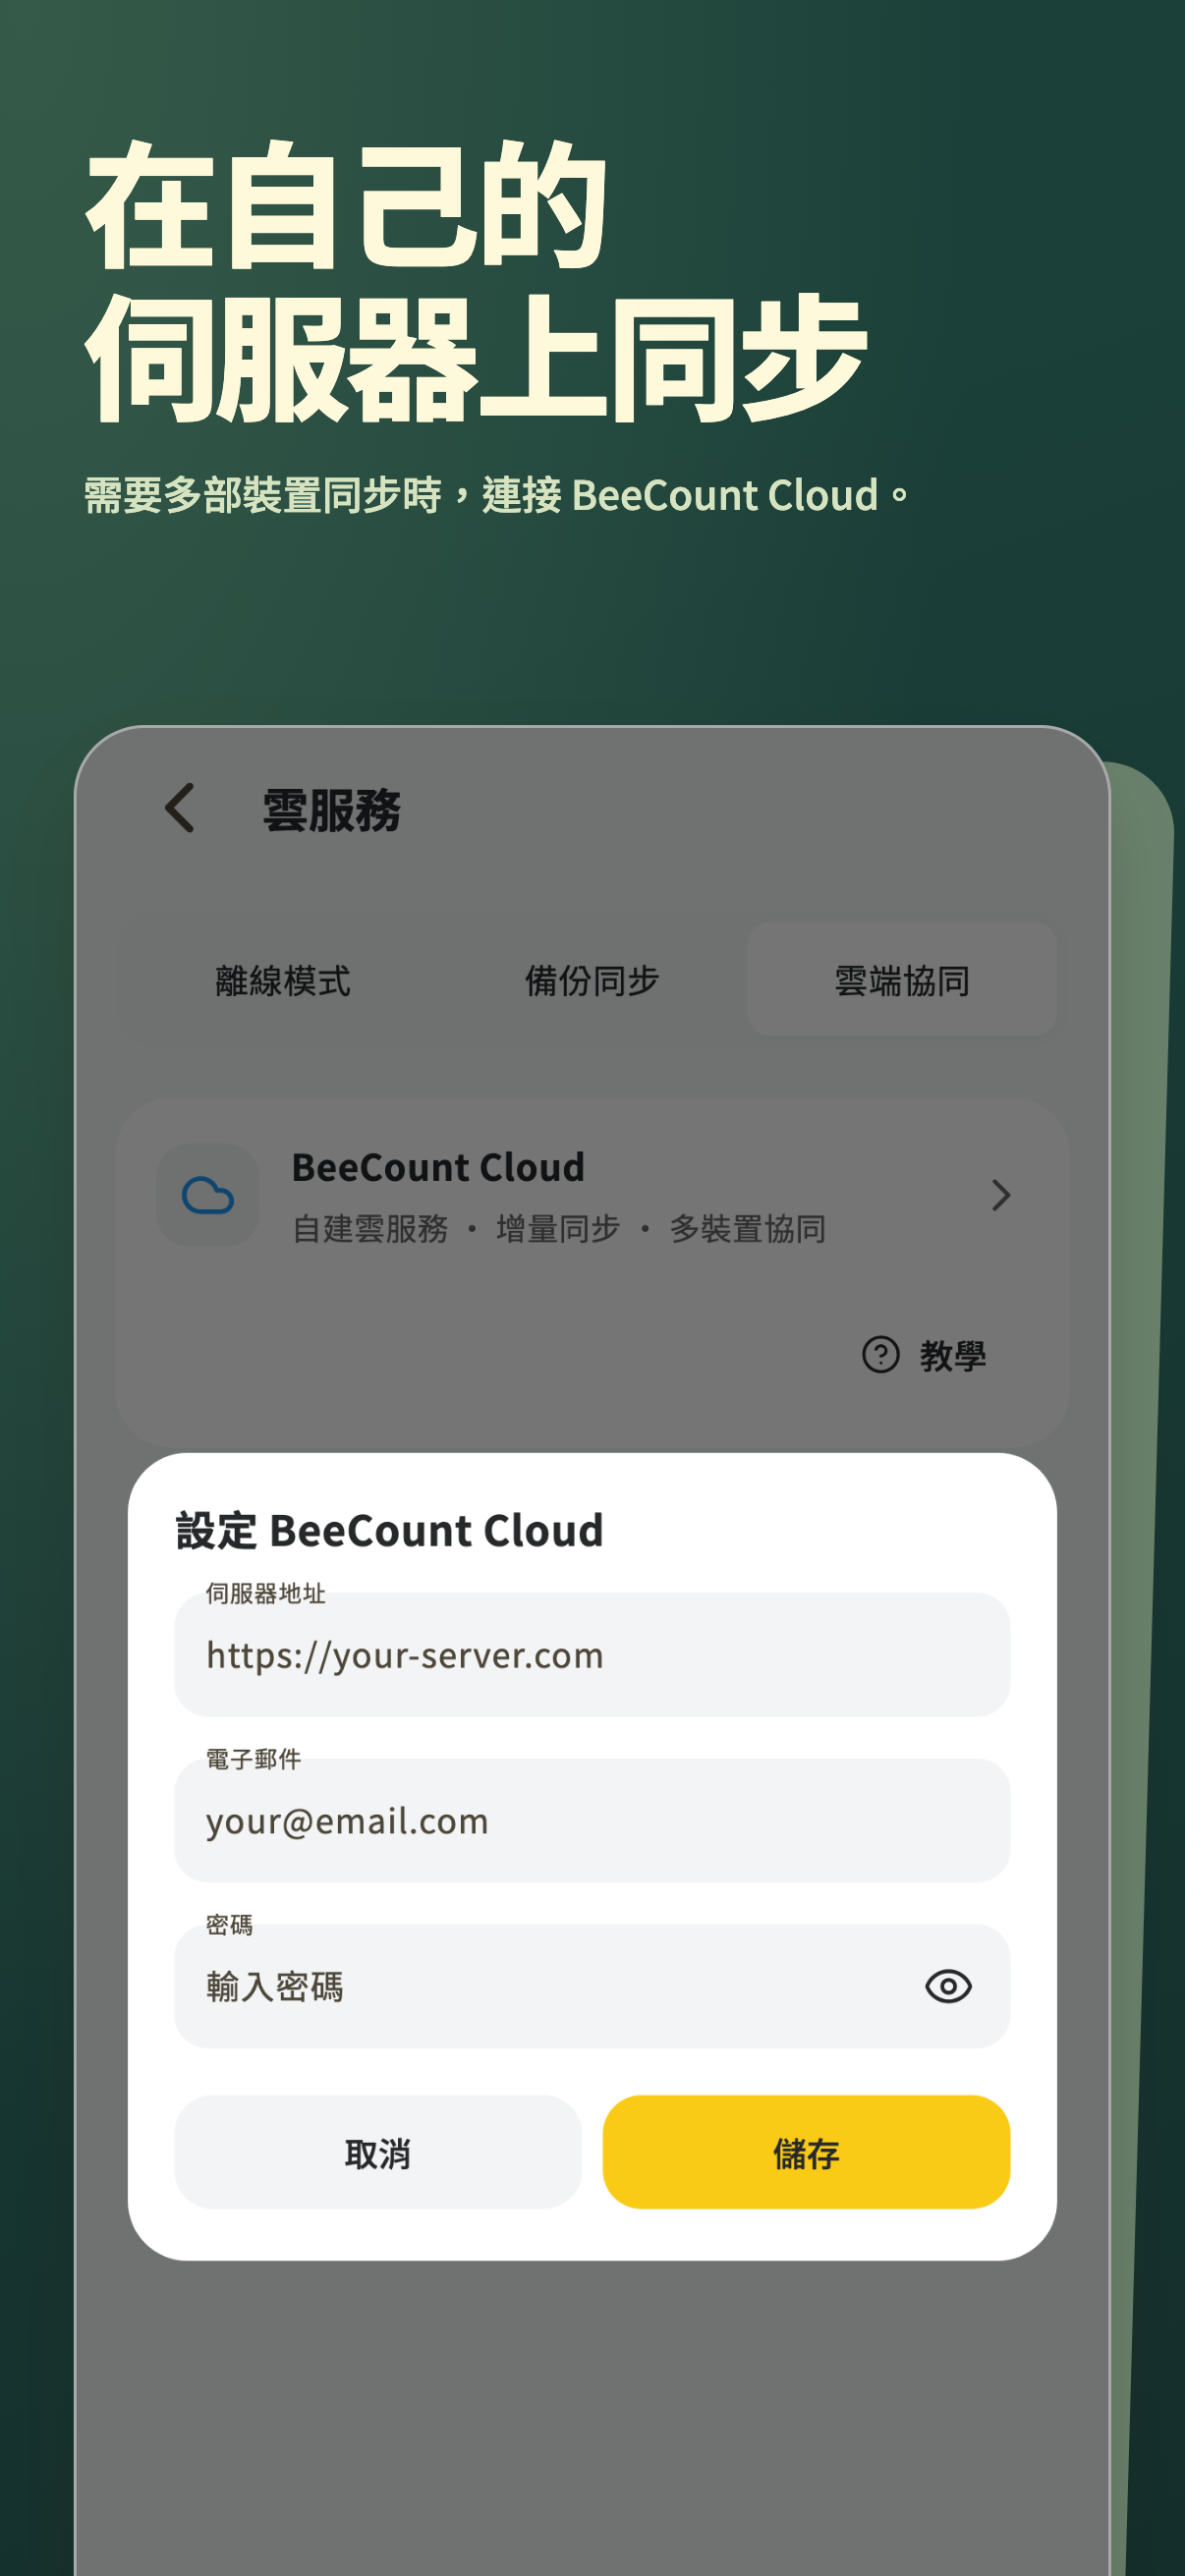 在自己的
伺服器上同步
需要多部裝置同步時，連接 BeeCount Cloud。
雲服務
離線模式
備份同步
雲端協同
BeeCount Cloud
自建雲服務 · 增量同步 · 多裝置協同
教學
設定 BeeCount Cloud
伺服器地址
https://your-server.com
電子郵件
your@email.com
密碼
輸入密碼
取消
儲存